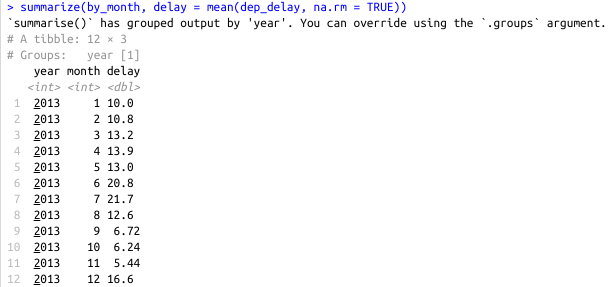 > summarize(by_month, delay = mean(dep_delay, na.rm = TRUE))
`summarise()` has grouped output by 'year'. You can override using the `.groups` argument.
# A tibble: 12 × 3
# Groups:   year [1]
    year month delay
   <int> <int> <dbl>
 1  2013     1 10.0
 2  2013     2 10.8
 3  2013     3 13.2
 4  2013     4 13.9
 5  2013     5 13.0
 6  2013     6 20.8
 7  2013     7 21.7
 8  2013     8 12.6
 9  2013     9  6.72
10  2013    10  6.24
11  2013    11  5.44
12  2013    12 16.6